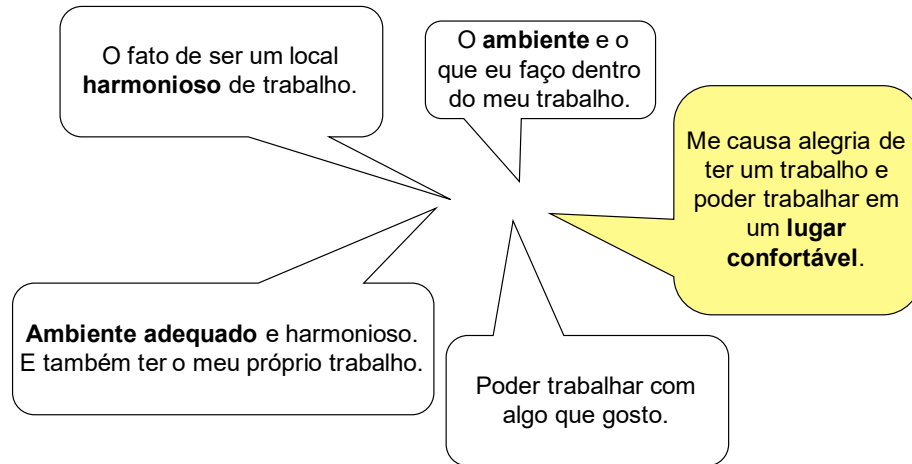 O fato de ser um local
harmonioso de trabalho.
O ambiente e o
que eu faço dentro
do meu trabalho.
Me causa alegria de
ter um trabalho e
poder trabalhar em
um lugar
confortável.
Ambiente adequado e harmonioso.
E também ter o meu próprio trabalho.
Poder trabalhar com
algo que gosto.